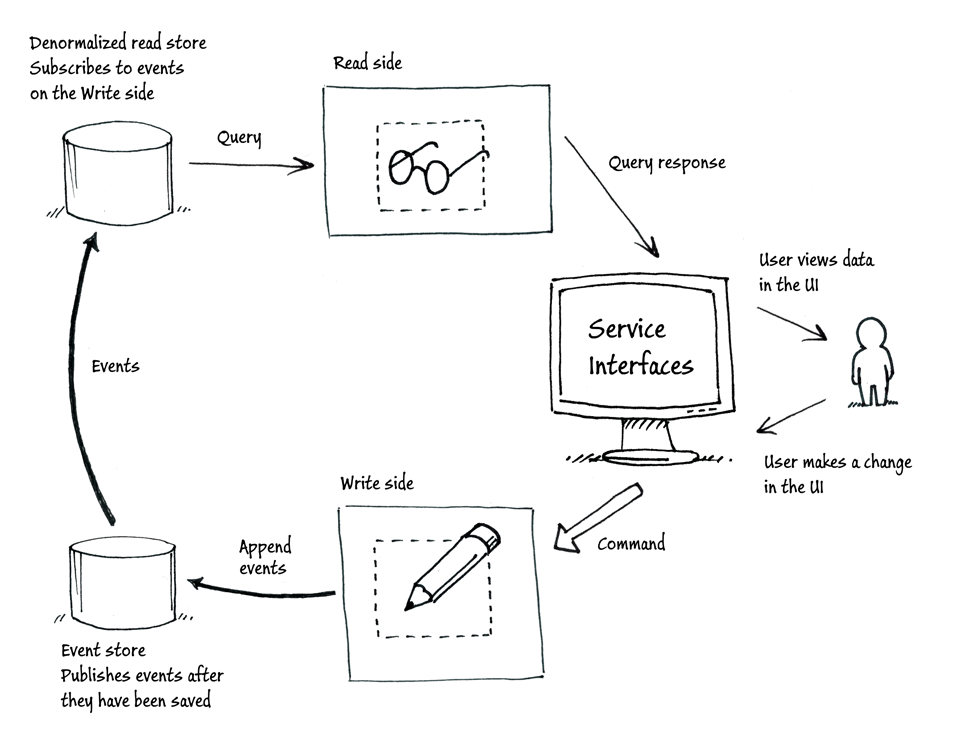 Denormalized read store
Subscribes to events
on the Write side
Read side
Query
Query response
User views data
in the UI
Service
Interfaces
Events
User makes a change
in the UI
Write side
Command
Append
events
Event store
Publishes events after
they have been saved